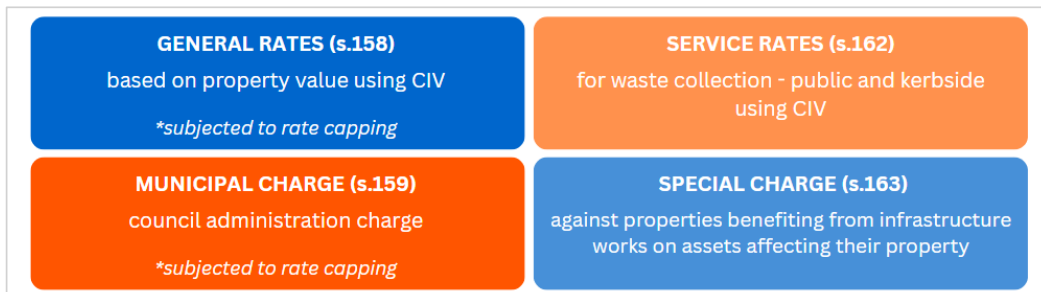 GENERAL RATES (s.158)
based on property value using CIV
*subjected to rate capping
SERVICE RATES (s.162)
for waste collection - public and kerbside
using CIV
MUNICIPAL CHARGE (s.159)
council administration charge
*subjected to rate capping
SPECIAL CHARGE (s.163)
against properties benefiting from infrastructure
works on assets affecting their property